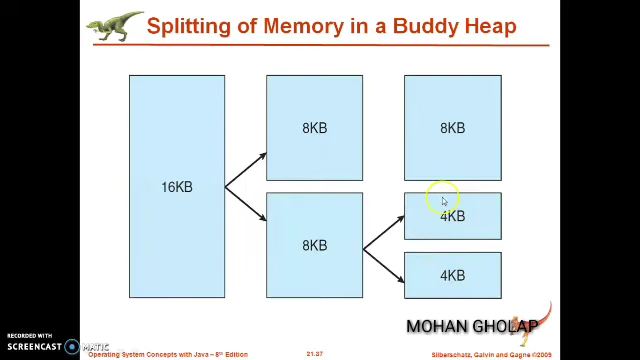 Splitting of Memory in a Buddy Heap
16KB
8KB
8KB
8KB
4KB
4KB
MOHAN GHOLAP
RECORDED WITH
SCREENCAST MATIC
Operating System Concepts with Java – 8th Edition
21.37
Silberschatz, Galvin and Gagne ©2009